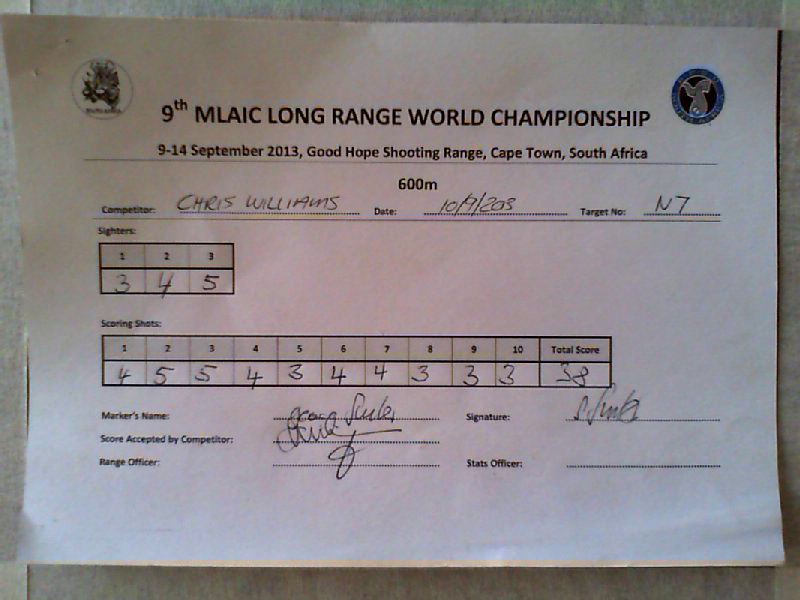 SOUTH AFRICA
9th MLAIC LONG RANGE WORLD CHAMPIONSHIP
9-14 September 2013, Good Hope Shooting Range, Cape Town, South Africa
600m
Competitor: CHRIS WILLIAMS Date: 10/9/203 Target No: N7
Sighters:
1 2 3
3 4 5
Scoring Shots:
1 2 3 4 5 6 7 8 9 10 Total Score
4 5 5 4 3 4 4 3 3 3 38
Marker's Name: Signature:
Score Accepted by Competitor:
Range Officer: Stats Officer: